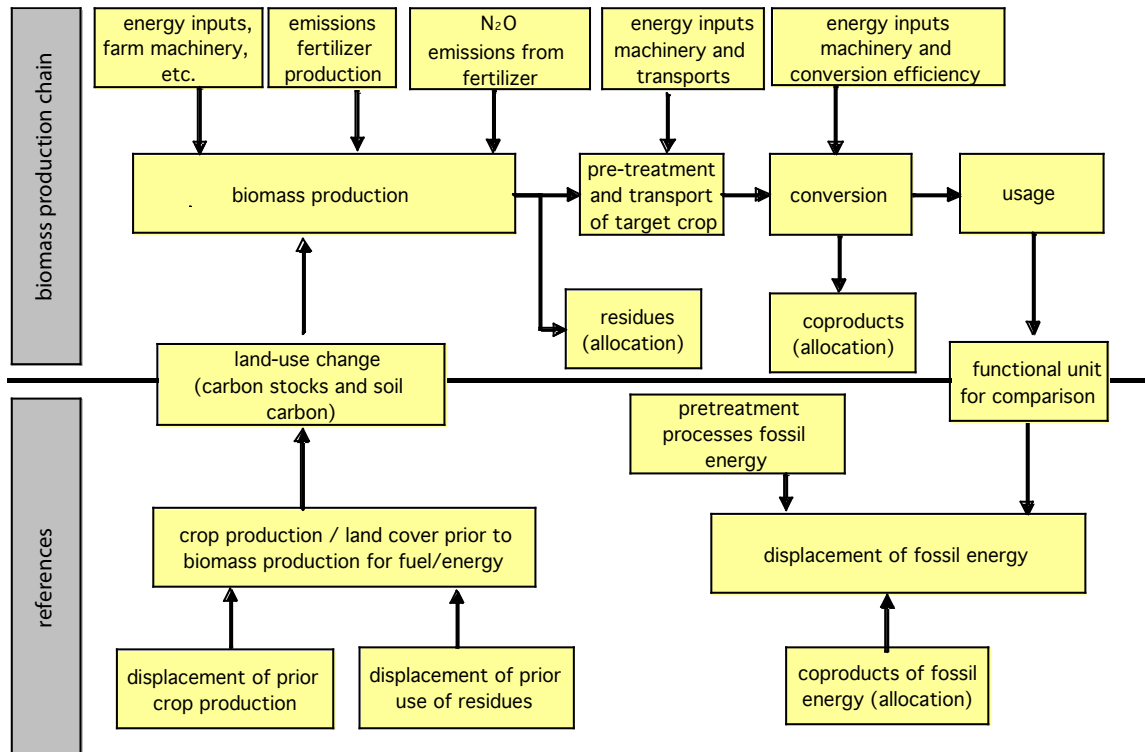 biomass production chain
energy inputs,
farm machinery,
etc.
emissions
fertilizer
production
N₂O
emissions from
fertilizer
energy inputs
machinery and
transports
energy inputs
machinery and
conversion efficiency
biomass production
pre-treatment
and transport
of target crop
conversion
usage
residues
(allocation)
coproducts
(allocation)
land-use change
(carbon stocks and soil
carbon)
functional unit
for comparison
references
pretreatment
processes fossil
energy
crop production / land cover prior to
biomass production for fuel/energy
displacement of fossil energy
displacement of prior
crop production
displacement of prior
use of residues
coproducts of fossil
energy (allocation)